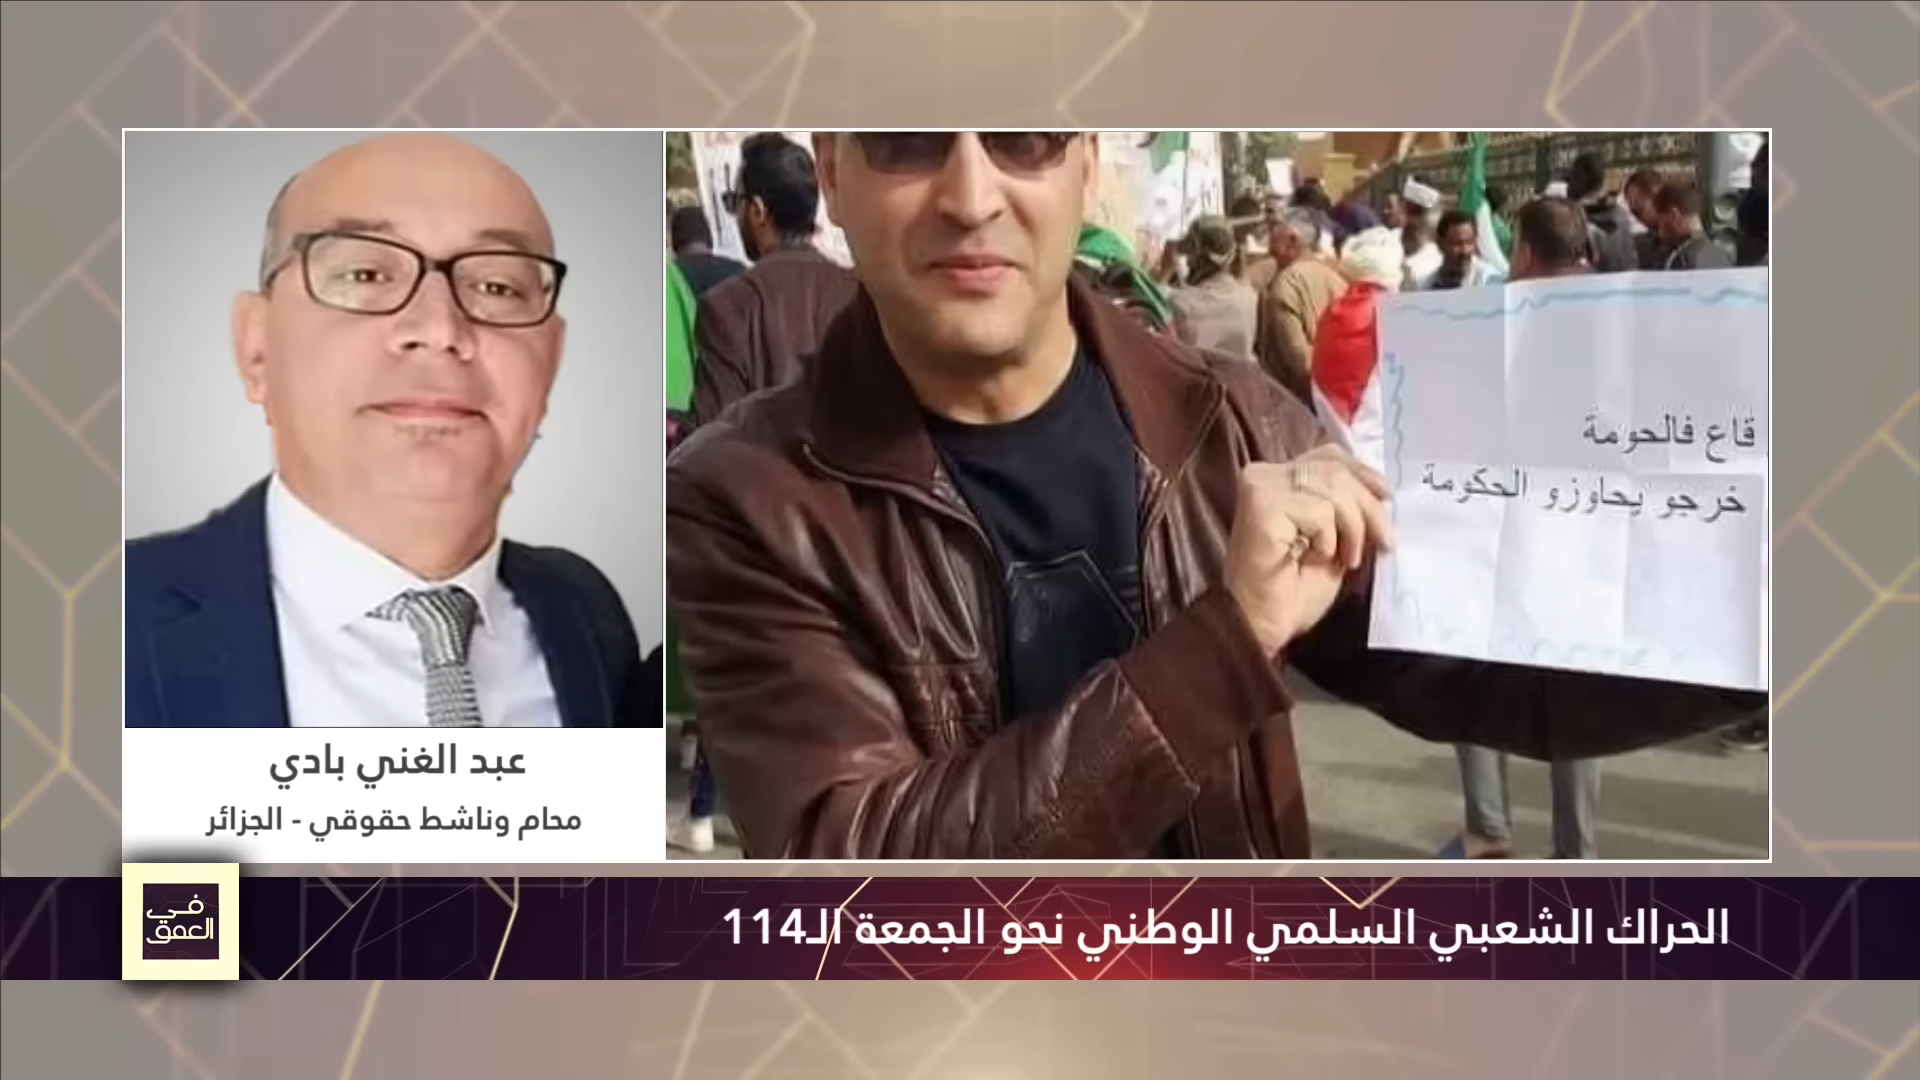 قاع فالحومة
خرجو يحاوزو الحكومة
عبد الغني بادي
محام وناشط حقوقي - الجزائر
في
العمق
الحراك الشعبي السلمي الوطني نحو الجمعة الـ114